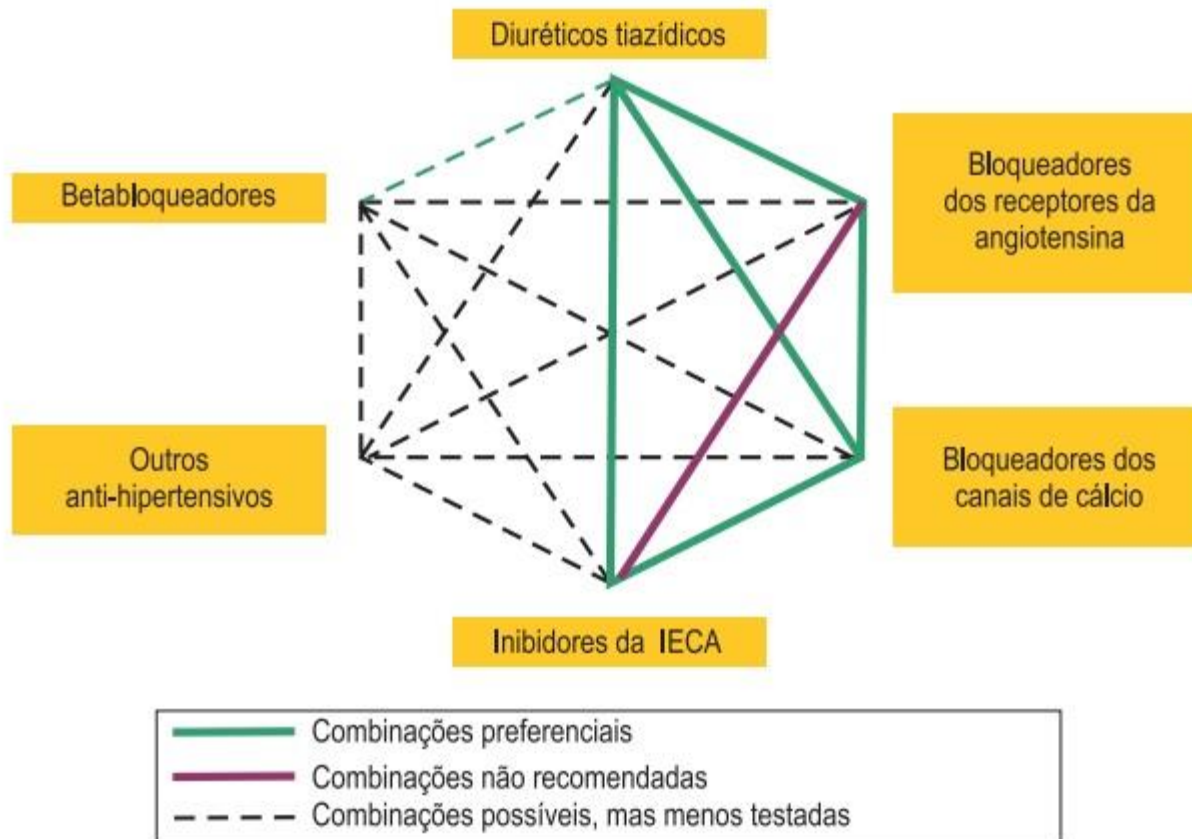 Diuréticos tiazídicos
Betabloqueadores
Bloqueadores
dos receptores da
angiotensina
Outros
anti-hipertensivos
Bloqueadores dos
canais de cálcio
Inibidores da IECA
Combinações preferenciais
Combinações não recomendadas
Combinações possíveis, mas menos testadas